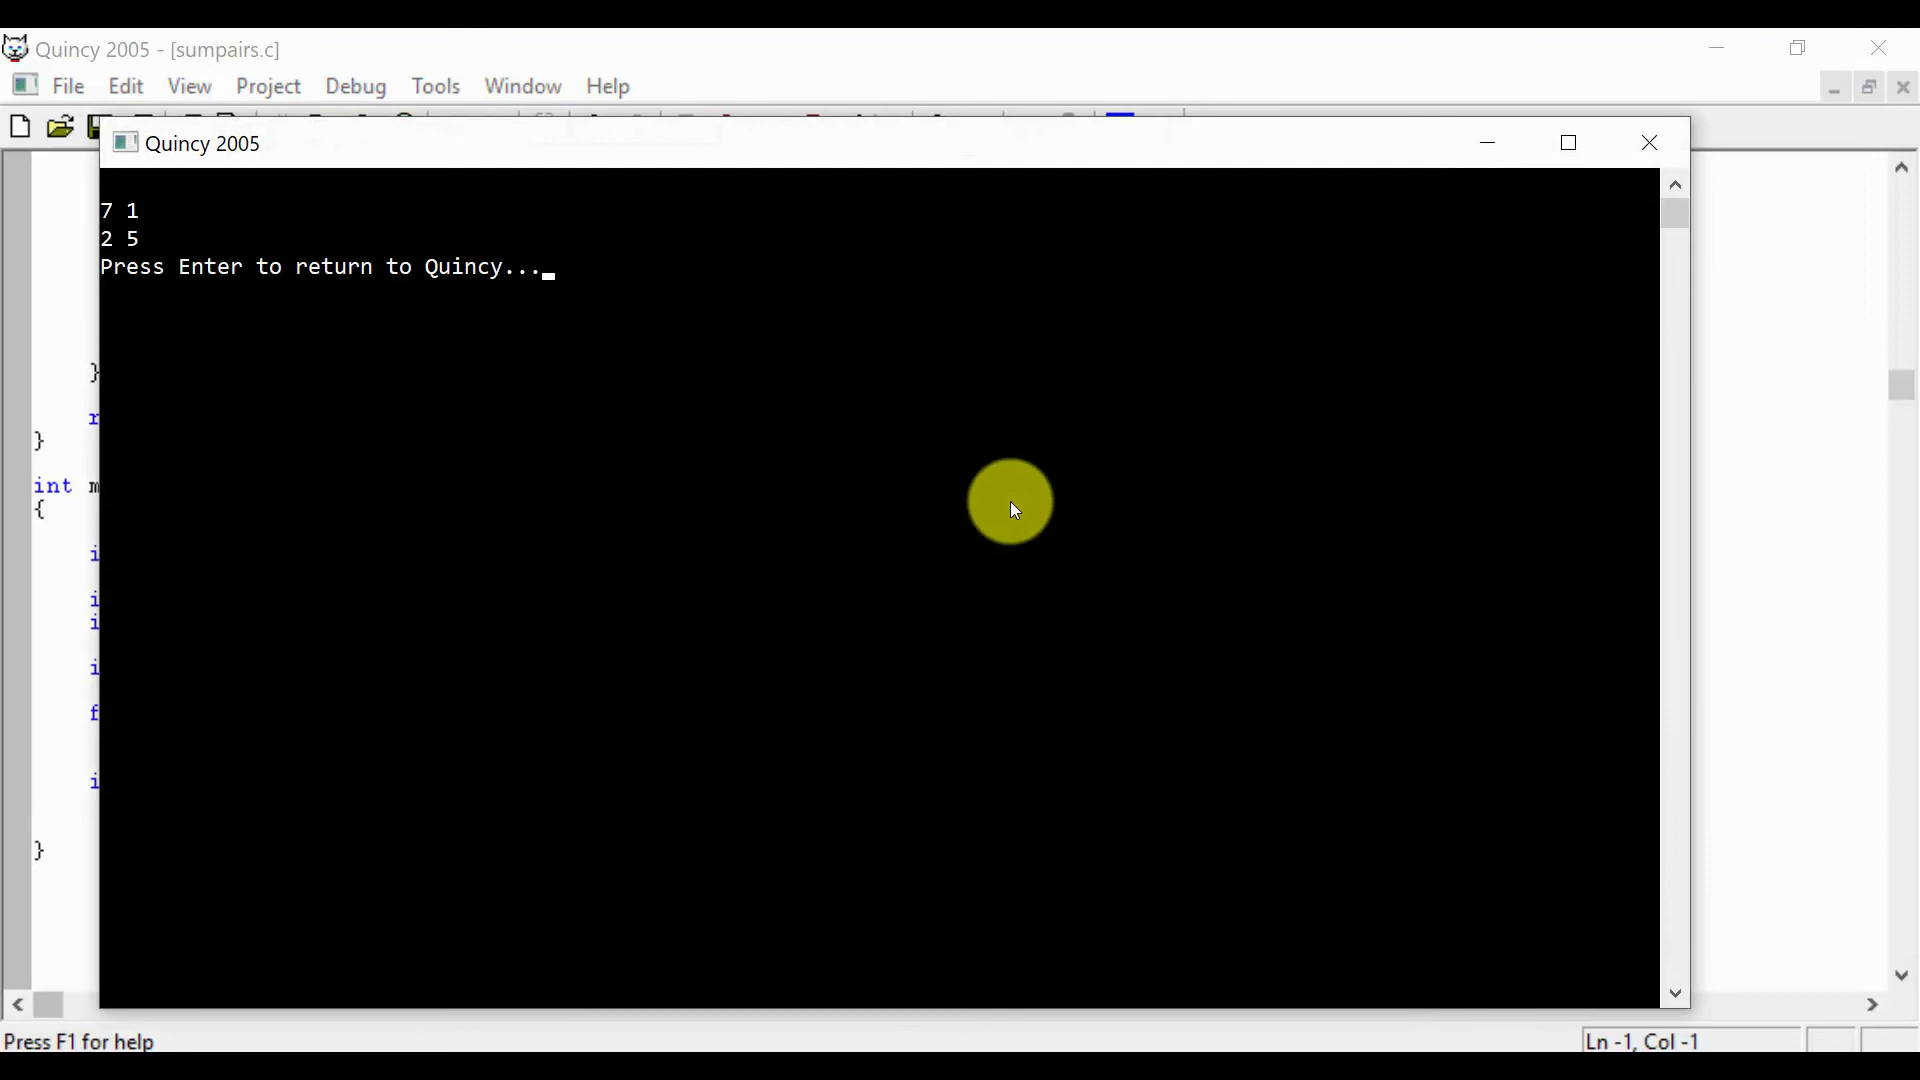 Quincy 2005 - [sumpairs.c]
File Edit View Project Debug Tools Window Help
Quincy 2005
7 1
2 5
Press Enter to return to Quincy...
}
r
}
int m
{
i
i
i
i
f
i
}
Press F1 for help
Ln -1, Col -1